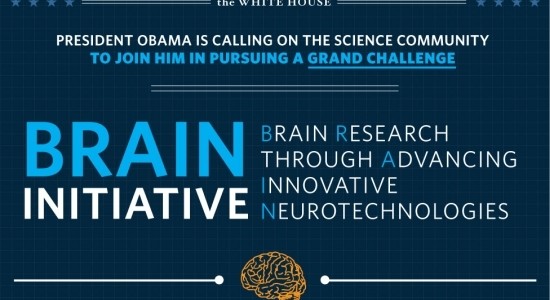 the WHITE HOUSE
PRESIDENT OBAMA IS CALLING ON THE SCIENCE COMMUNITY
TO JOIN HIM IN PURSUING A GRAND CHALLENGE
BRAIN
INITIATIVE
BRAIN RESEARCH
THROUGH ADVANCING
INNOVATIVE
NEUROTECHNOLOGIES